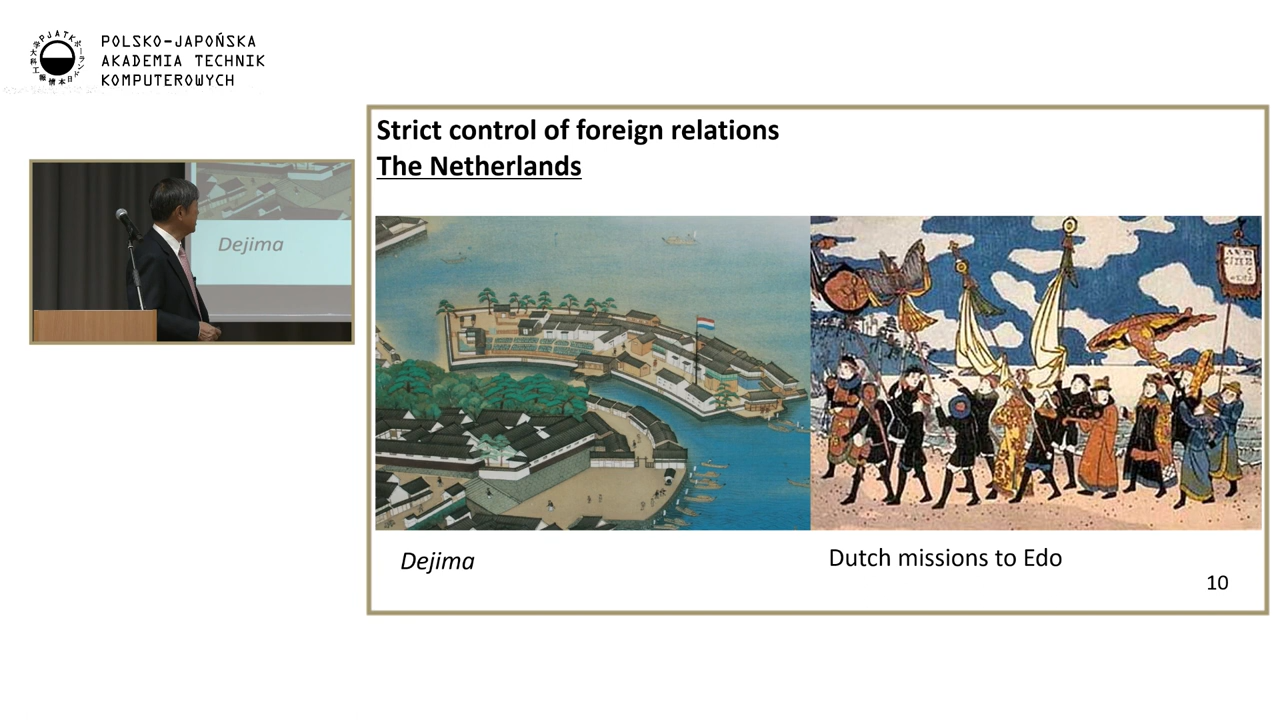 PJATK
POLSKO-JAPOŃSKA
AKADEMIA TECHNIK
KOMPUTEROWYCH
Strict control of foreign relations
The Netherlands
Dejima
Dejima
Dutch missions to Edo
10